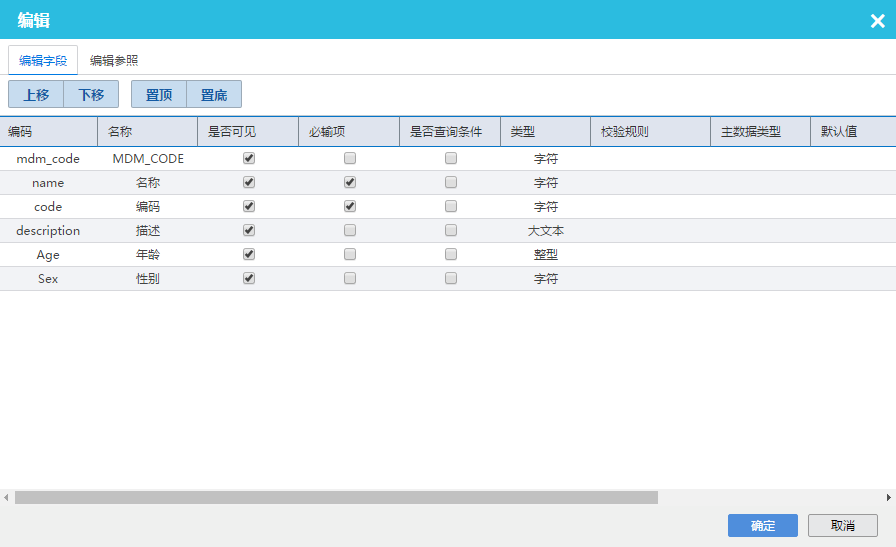 编辑
编辑字段 编辑参照
上移 下移 置顶 置底
编码 名称 是否可见 必输项 是否查询条件 类型 校验规则 主数据类型 默认值
mdm_code MDM_CODE 字符
name 名称 字符
code 编码 字符
description 描述 大文本
Age 年龄 整型
Sex 性别 字符
确定 取消